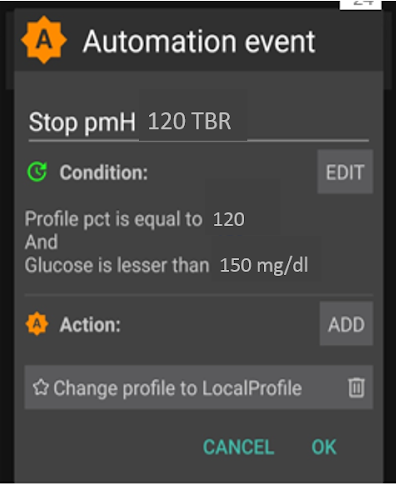 24
A Automation event
Stop pmH 120 TBR
Condition:
EDIT
Profile pct is equal to 120
And
Glucose is lesser than 150 mg/dl
A Action:
ADD
Change profile to LocalProfile
CANCEL
OK